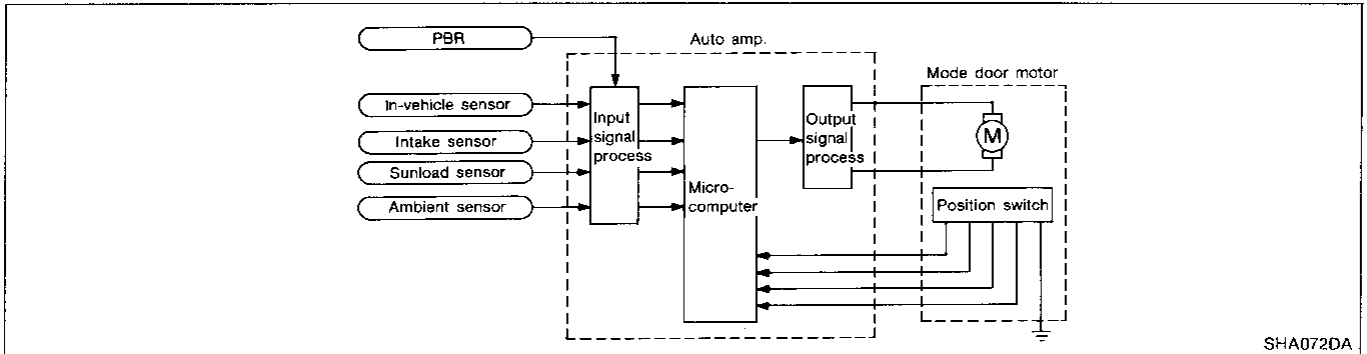 PBR
Auto amp.
Mode door motor
In-vehicle sensor
Intake sensor
Sunload sensor
Ambient sensor
Input
signal
process
Micro-
computer
Output
signal
process
M
Position switch
SHA072DA